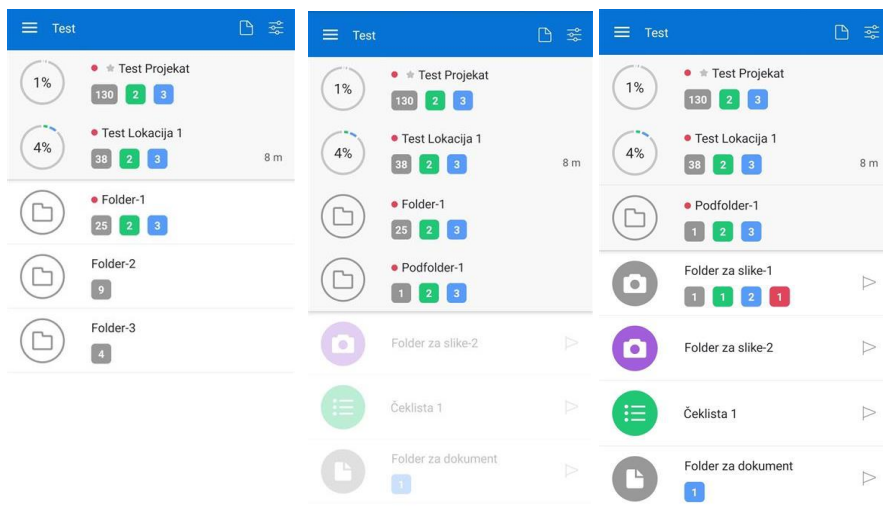 Test
1%
Test Projekat
130 2 3
4%
Test Lokacija 1
38 2 3
8 m
Folder-1
25 2 3
Folder-2
9
Folder-3
4
Test
1%
Test Projekat
130 2 3
4%
Test Lokacija 1
38 2 3
8 m
Folder-1
25 2 3
Podfolder-1
1 2 3
Folder za slike-2
Čeklista 1
Folder za dokument
1
Test
1%
Test Projekat
130 2 3
4%
Test Lokacija 1
38 2 3
8 m
Podfolder-1
1 2 3
Folder za slike-1
1 1 2 1
Folder za slike-2
Čeklista 1
Folder za dokument
1